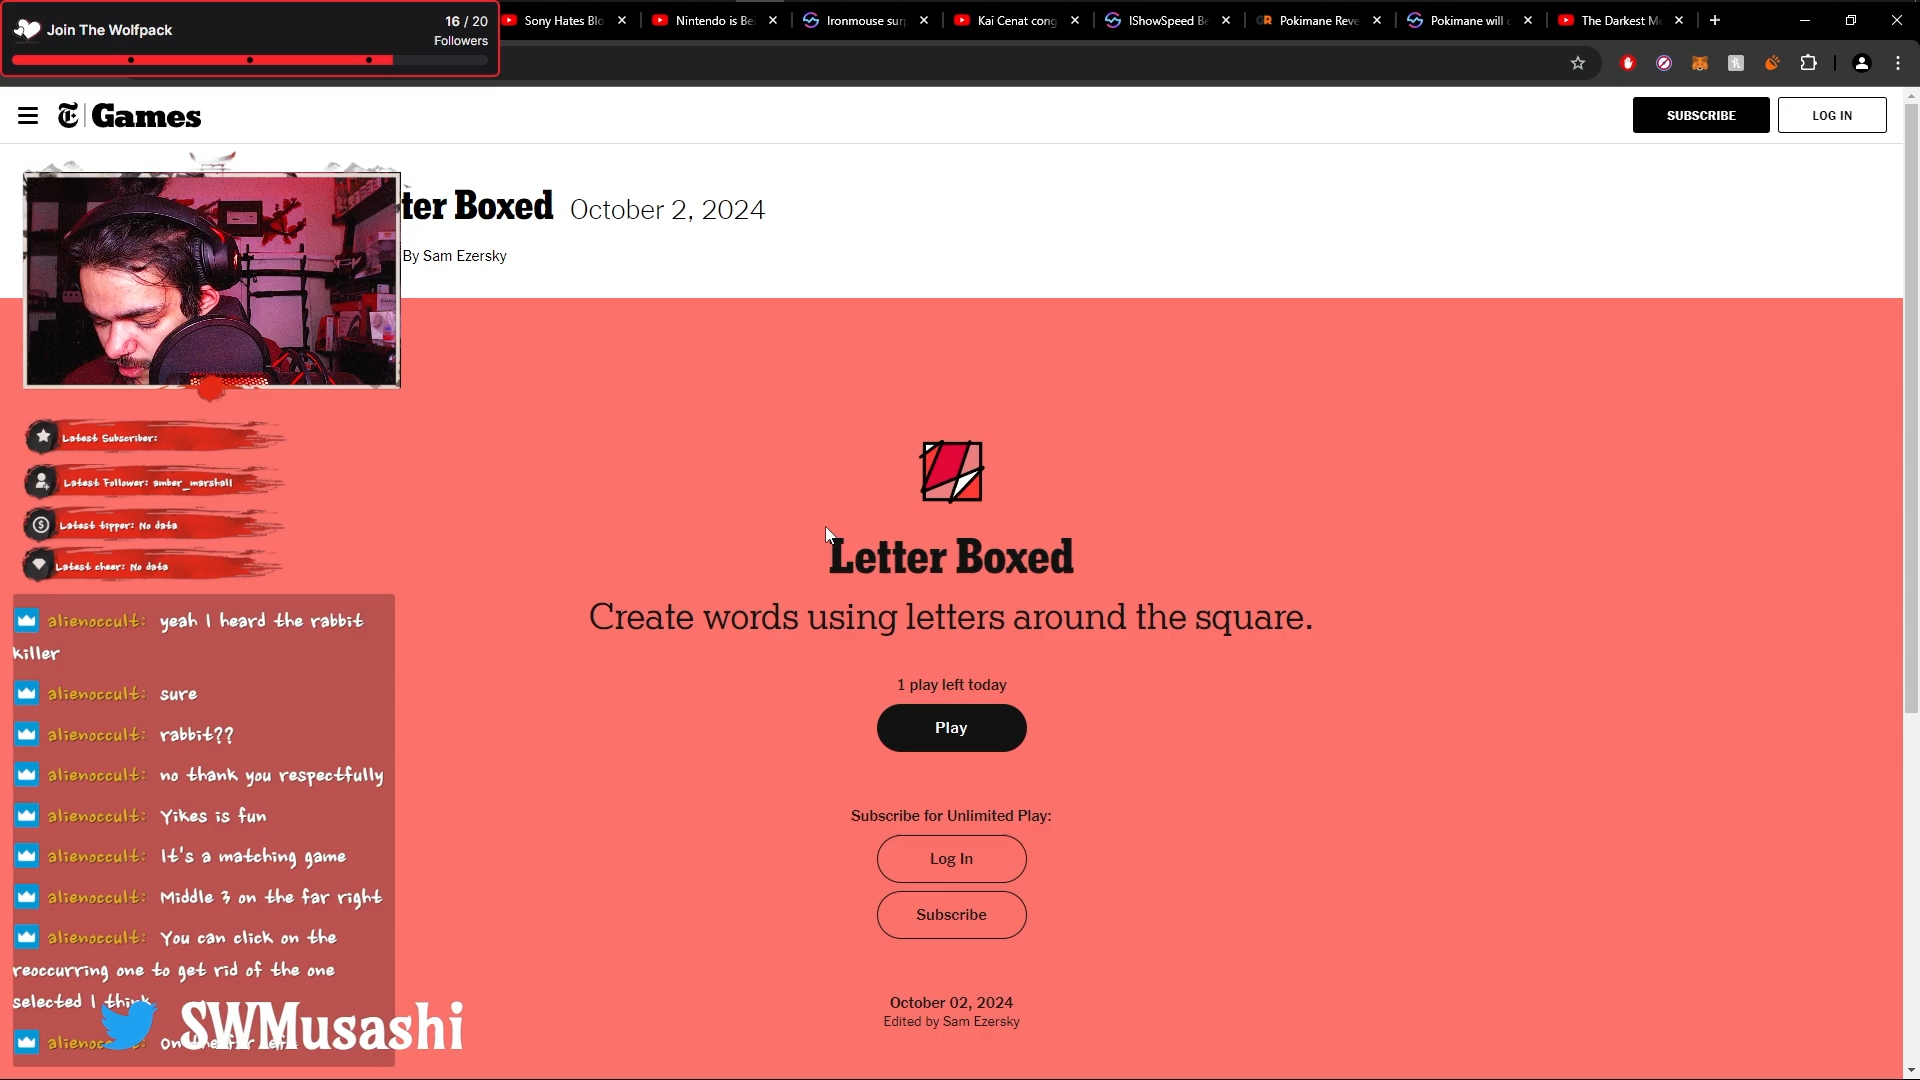 Join The Wolfpack
16 / 20
Followers
Sony Hates Blo
Nintendo is Bei
Ironmouse sur
Kai Cenat cong
IShowSpeed Be
Pokimane Reve
Pokimane will
The Darkest M
Games
SUBSCRIBE
LOG IN
ter Boxed October 2, 2024
By Sam Ezersky
Latest Subscriber:
Latest Follower: amber_marshall
Latest tipper: No data
Latest cheer: No data
Letter Boxed
Create words using letters around the square.
1 play left today
Play
Subscribe for Unlimited Play:
Log In
Subscribe
October 02, 2024
Edited by Sam Ezersky
alienoccult: yeah I heard the rabbit
killer
alienoccult: sure
alienoccult: rabbit??
alienoccult: no thank you respectfully
alienoccult: Yikes is fun
alienoccult: It's a matching game
alienoccult: Middle 3 on the far right
alienoccult: You can click on the
reoccurring one to get rid of the one
selected I think
SWMusashi